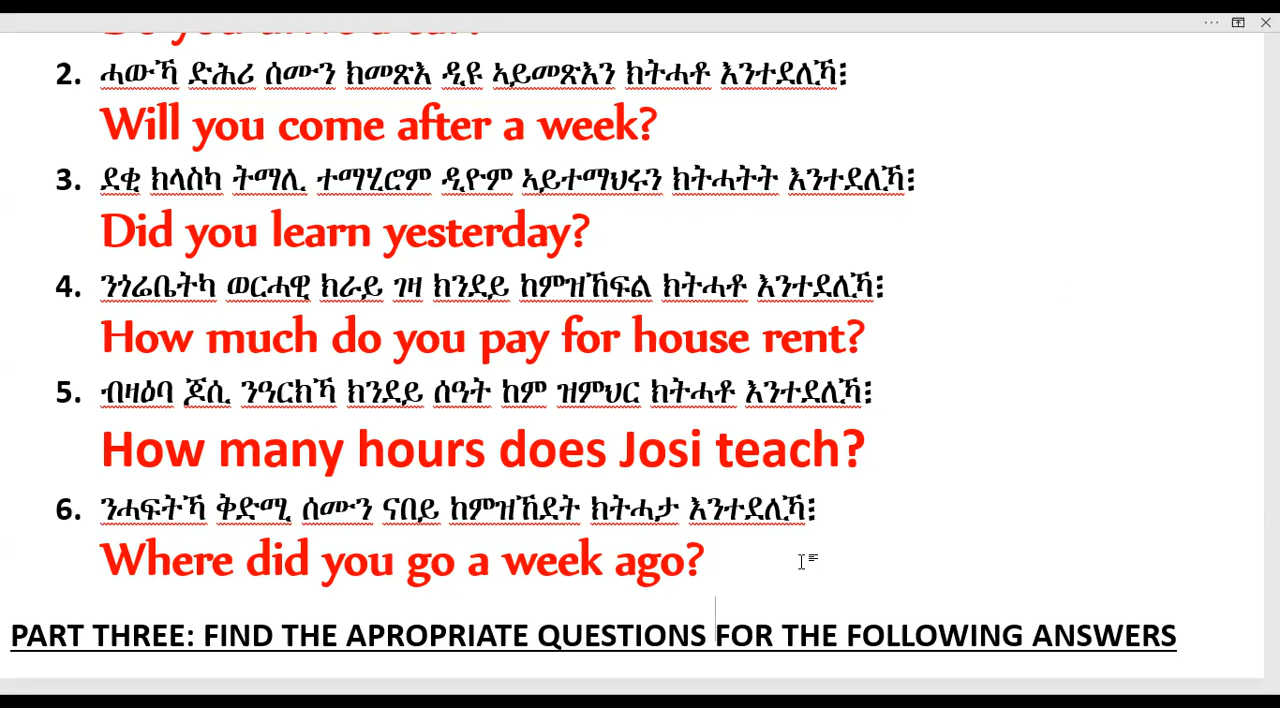 2. ሓውኻ ድሕሪ ሰሙን ክመጽእ ዲዩ ኣይመጽእን ክትሓቶ እንተደለኻ፧
Will you come after a week?
3. ደቂ ክላስካ ትማሊ ተማሂሮም ዲዮም ኣይተማህሩን ክትሓትት እንተደለኻ፧
Did you learn yesterday?
4. ንጎሬቤትካ ወርሓዊ ክራይ ገዛ ክንደይ ከምዝኸፍል ክትሓቶ እንተደሊኻ፧
How much do you pay for house rent?
5. ብዛዕባ ጆሲ ንዓርክኻ ክንደይ ሰዓት ከም ዝምህር ክትሓቶ እንተደሊኻ፧
How many hours does Josi teach?
6. ንሓፍትኻ ቅድሚ ሰሙን ናበይ ከምዝኸደት ክትሓታ እንተደሊኻ፧
Where did you go a week ago?
PART THREE: FIND THE APROPRIATE QUESTIONS FOR THE FOLLOWING ANSWERS